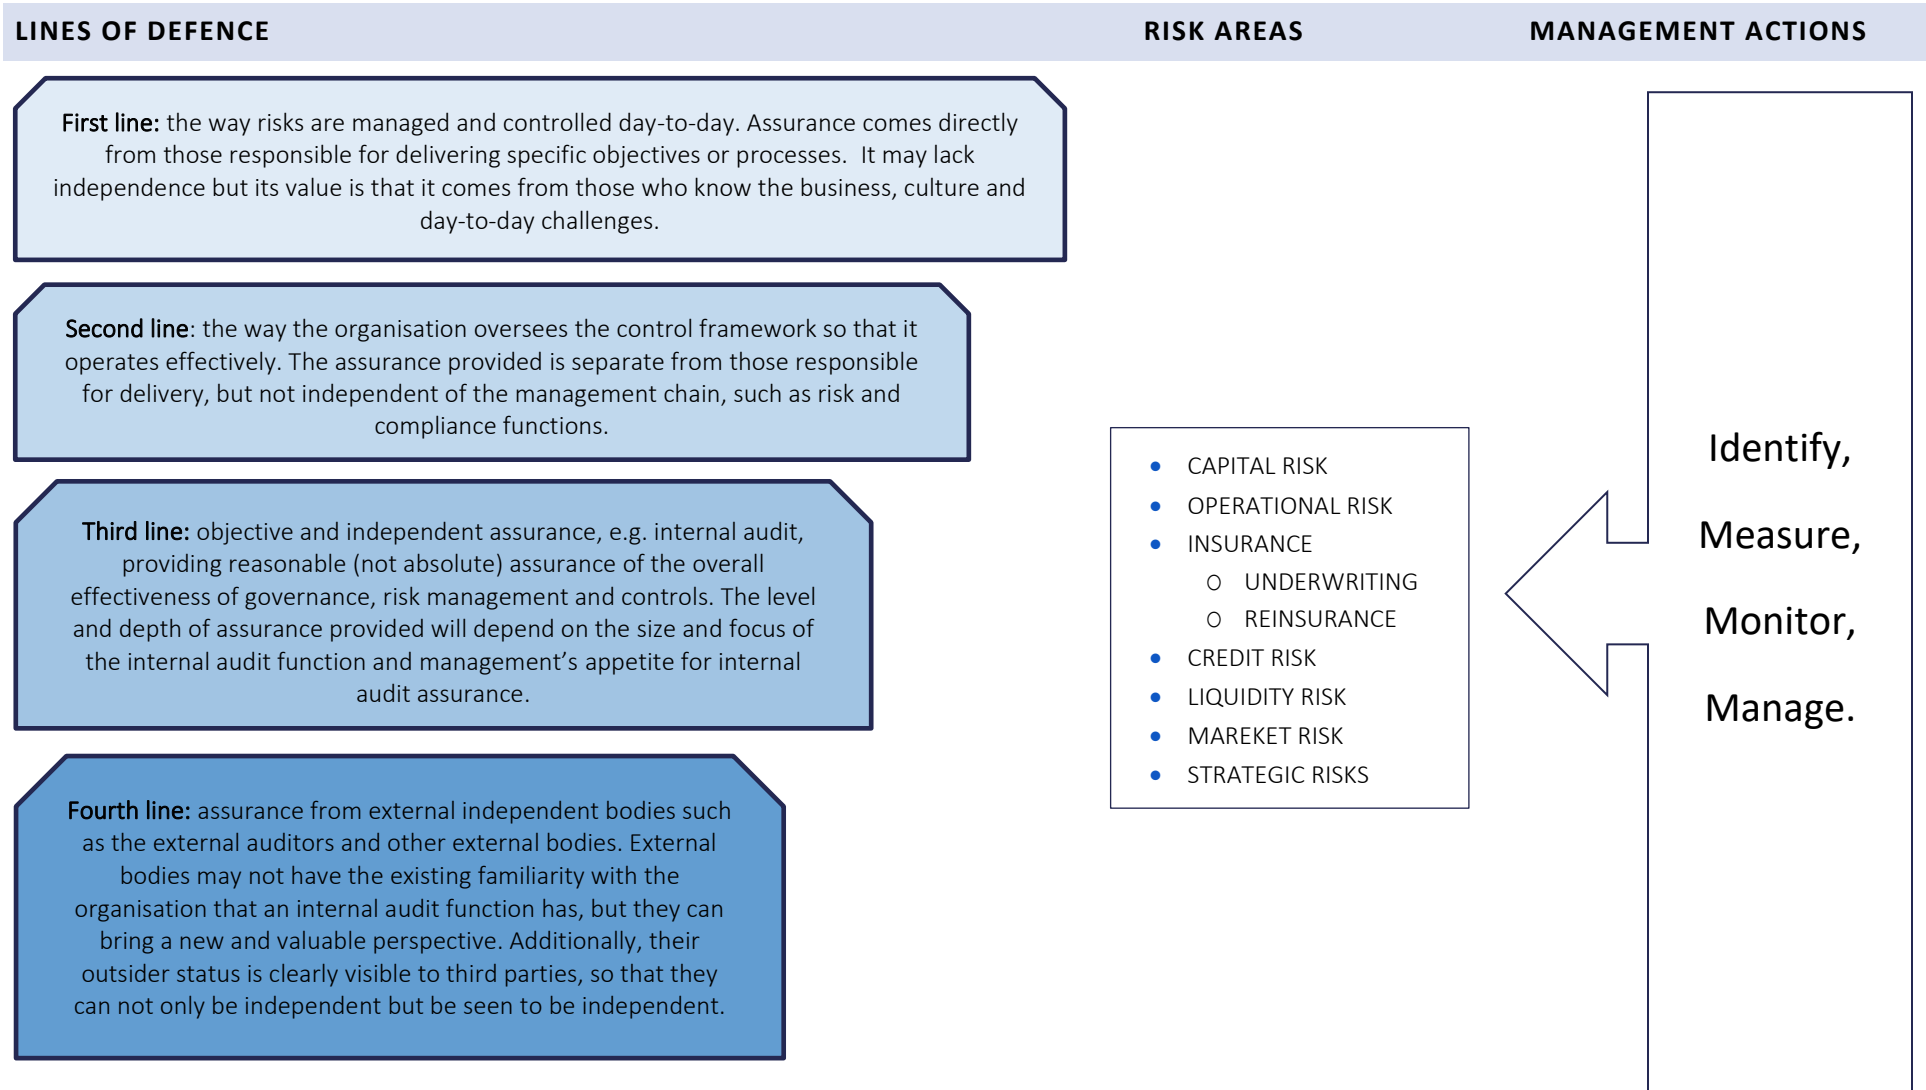 LINES OF DEFENCE
RISK AREAS
MANAGEMENT ACTIONS
First line: the way risks are managed and controlled day-to-day. Assurance comes directly
from those responsible for delivering specific objectives or processes. It may lack
independence but its value is that it comes from those who know the business, culture and
day-to-day challenges.
Second line: the way the organisation oversees the control framework so that it
operates effectively. The assurance provided is separate from those responsible
for delivery, but not independent of the management chain, such as risk and
compliance functions.
Third line: objective and independent assurance, e.g. internal audit,
providing reasonable (not absolute) assurance of the overall
effectiveness of governance, risk management and controls. The level
and depth of assurance provided will depend on the size and focus of
the internal audit function and management's appetite for internal
audit assurance.
Fourth line: assurance from external independent bodies such
as the external auditors and other external bodies. External
bodies may not have the existing familiarity with the
organisation that an internal audit function has, but they can
bring a new and valuable perspective. Additionally, their
outsider status is clearly visible to third parties, so that they
can not only be independent but be seen to be independent.
• CAPITAL RISK
• OPERATIONAL RISK
• INSURANCE
o UNDERWRITING
o REINSURANCE
• CREDIT RISK
• LIQUIDITY RISK
• MAREKET RISK
• STRATEGIC RISKS
Identify,
Measure,
Monitor,
Manage.